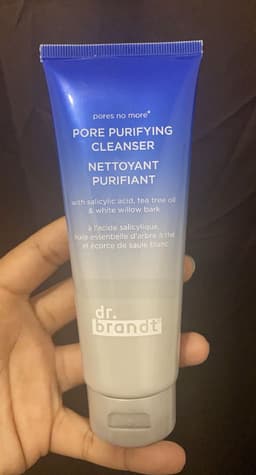 pores no more®
PORE PURIFYING
CLEANSER
NETTOYANT
PURIFIANT
with salicylic acid, tea tree oil
& white willow bark
à l'acide salicylique,
huile essentielle d'arbre à thé
et écorce de saule blanc
dr.
brandt